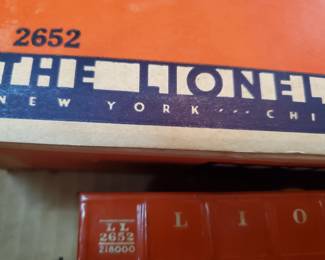 2652
THE LIONEL
NEW YORK --- CHI
LL
2652
218000
L I O